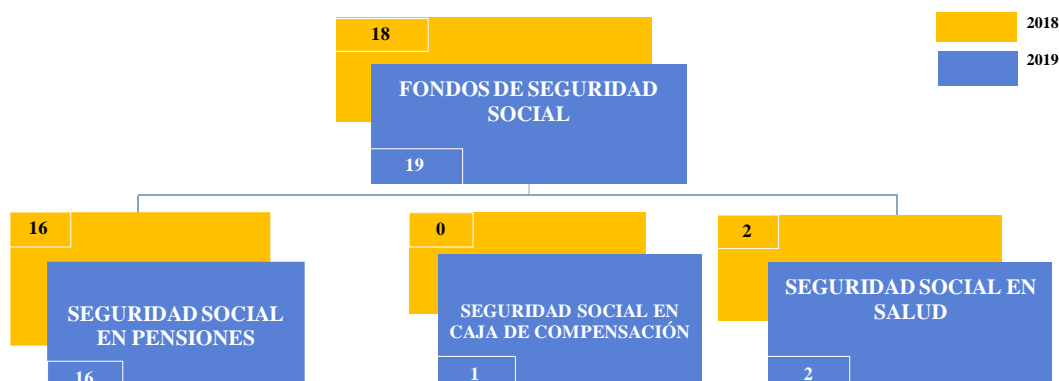 18
2018
2019
FONDOS DE SEGURIDAD
SOCIAL
19
16
SEGURIDAD SOCIAL
EN PENSIONES
16
0
SEGURIDAD SOCIAL EN
CAJA DE COMPENSACIÓN
1
2
SEGURIDAD SOCIAL EN
SALUD
2